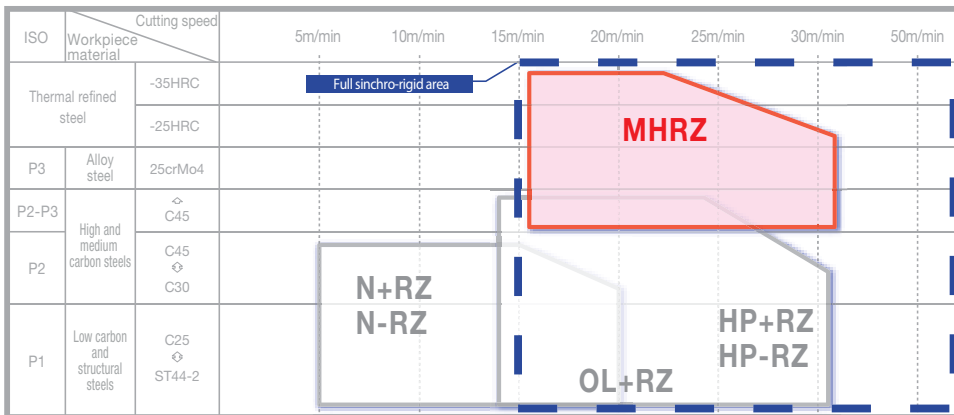 ISO
Workpiece
material
Cutting speed
5m/min
10m/min
15m/min
20m/min
25m/min
30m/min
50m/min
Thermal refined
steel
-35HRC
-25HRC
Full sinchro-rigid area
MHRZ
P3
Alloy
steel
25crMo4
P2-P3
C45
High and
medium
carbon steels
P2
C45
C30
N+RZ
N-RZ
HP+RZ
HP-RZ
OL+RZ
P1
Low carbon
and
structural
steels
C25
ST44-2